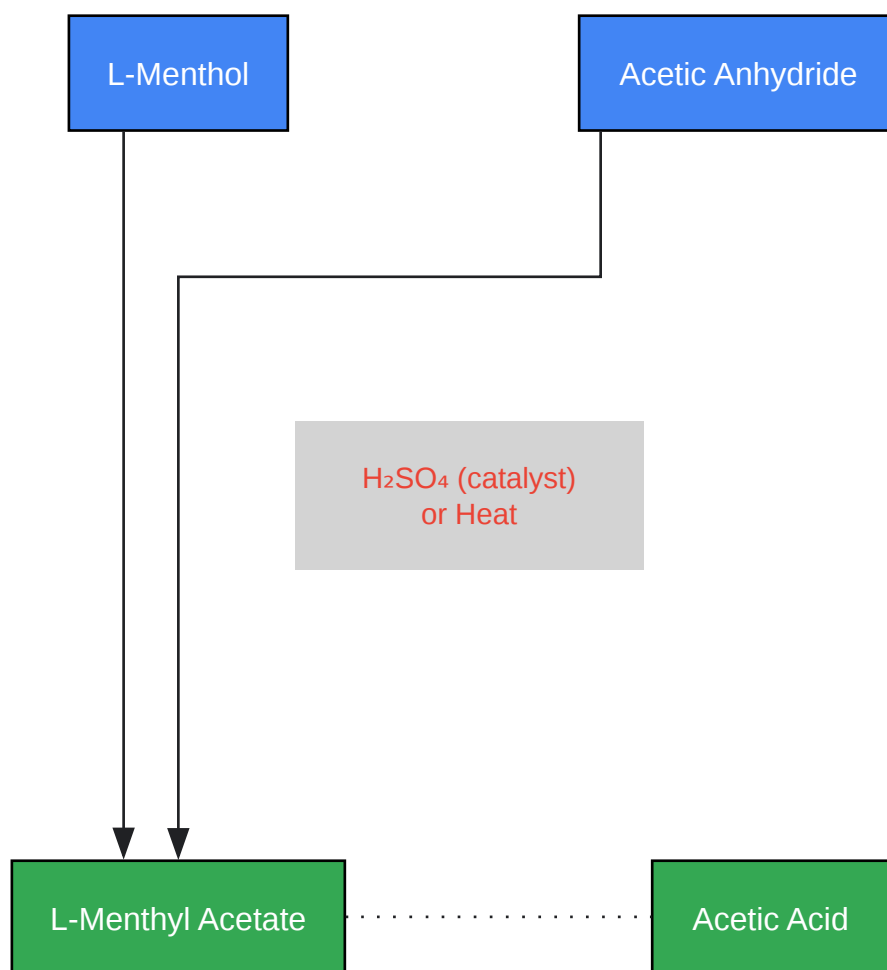 L-Menthol
Acetic Anhydride
H₂SO₄ (catalyst)
or Heat
L-Menthyl Acetate
Acetic Acid